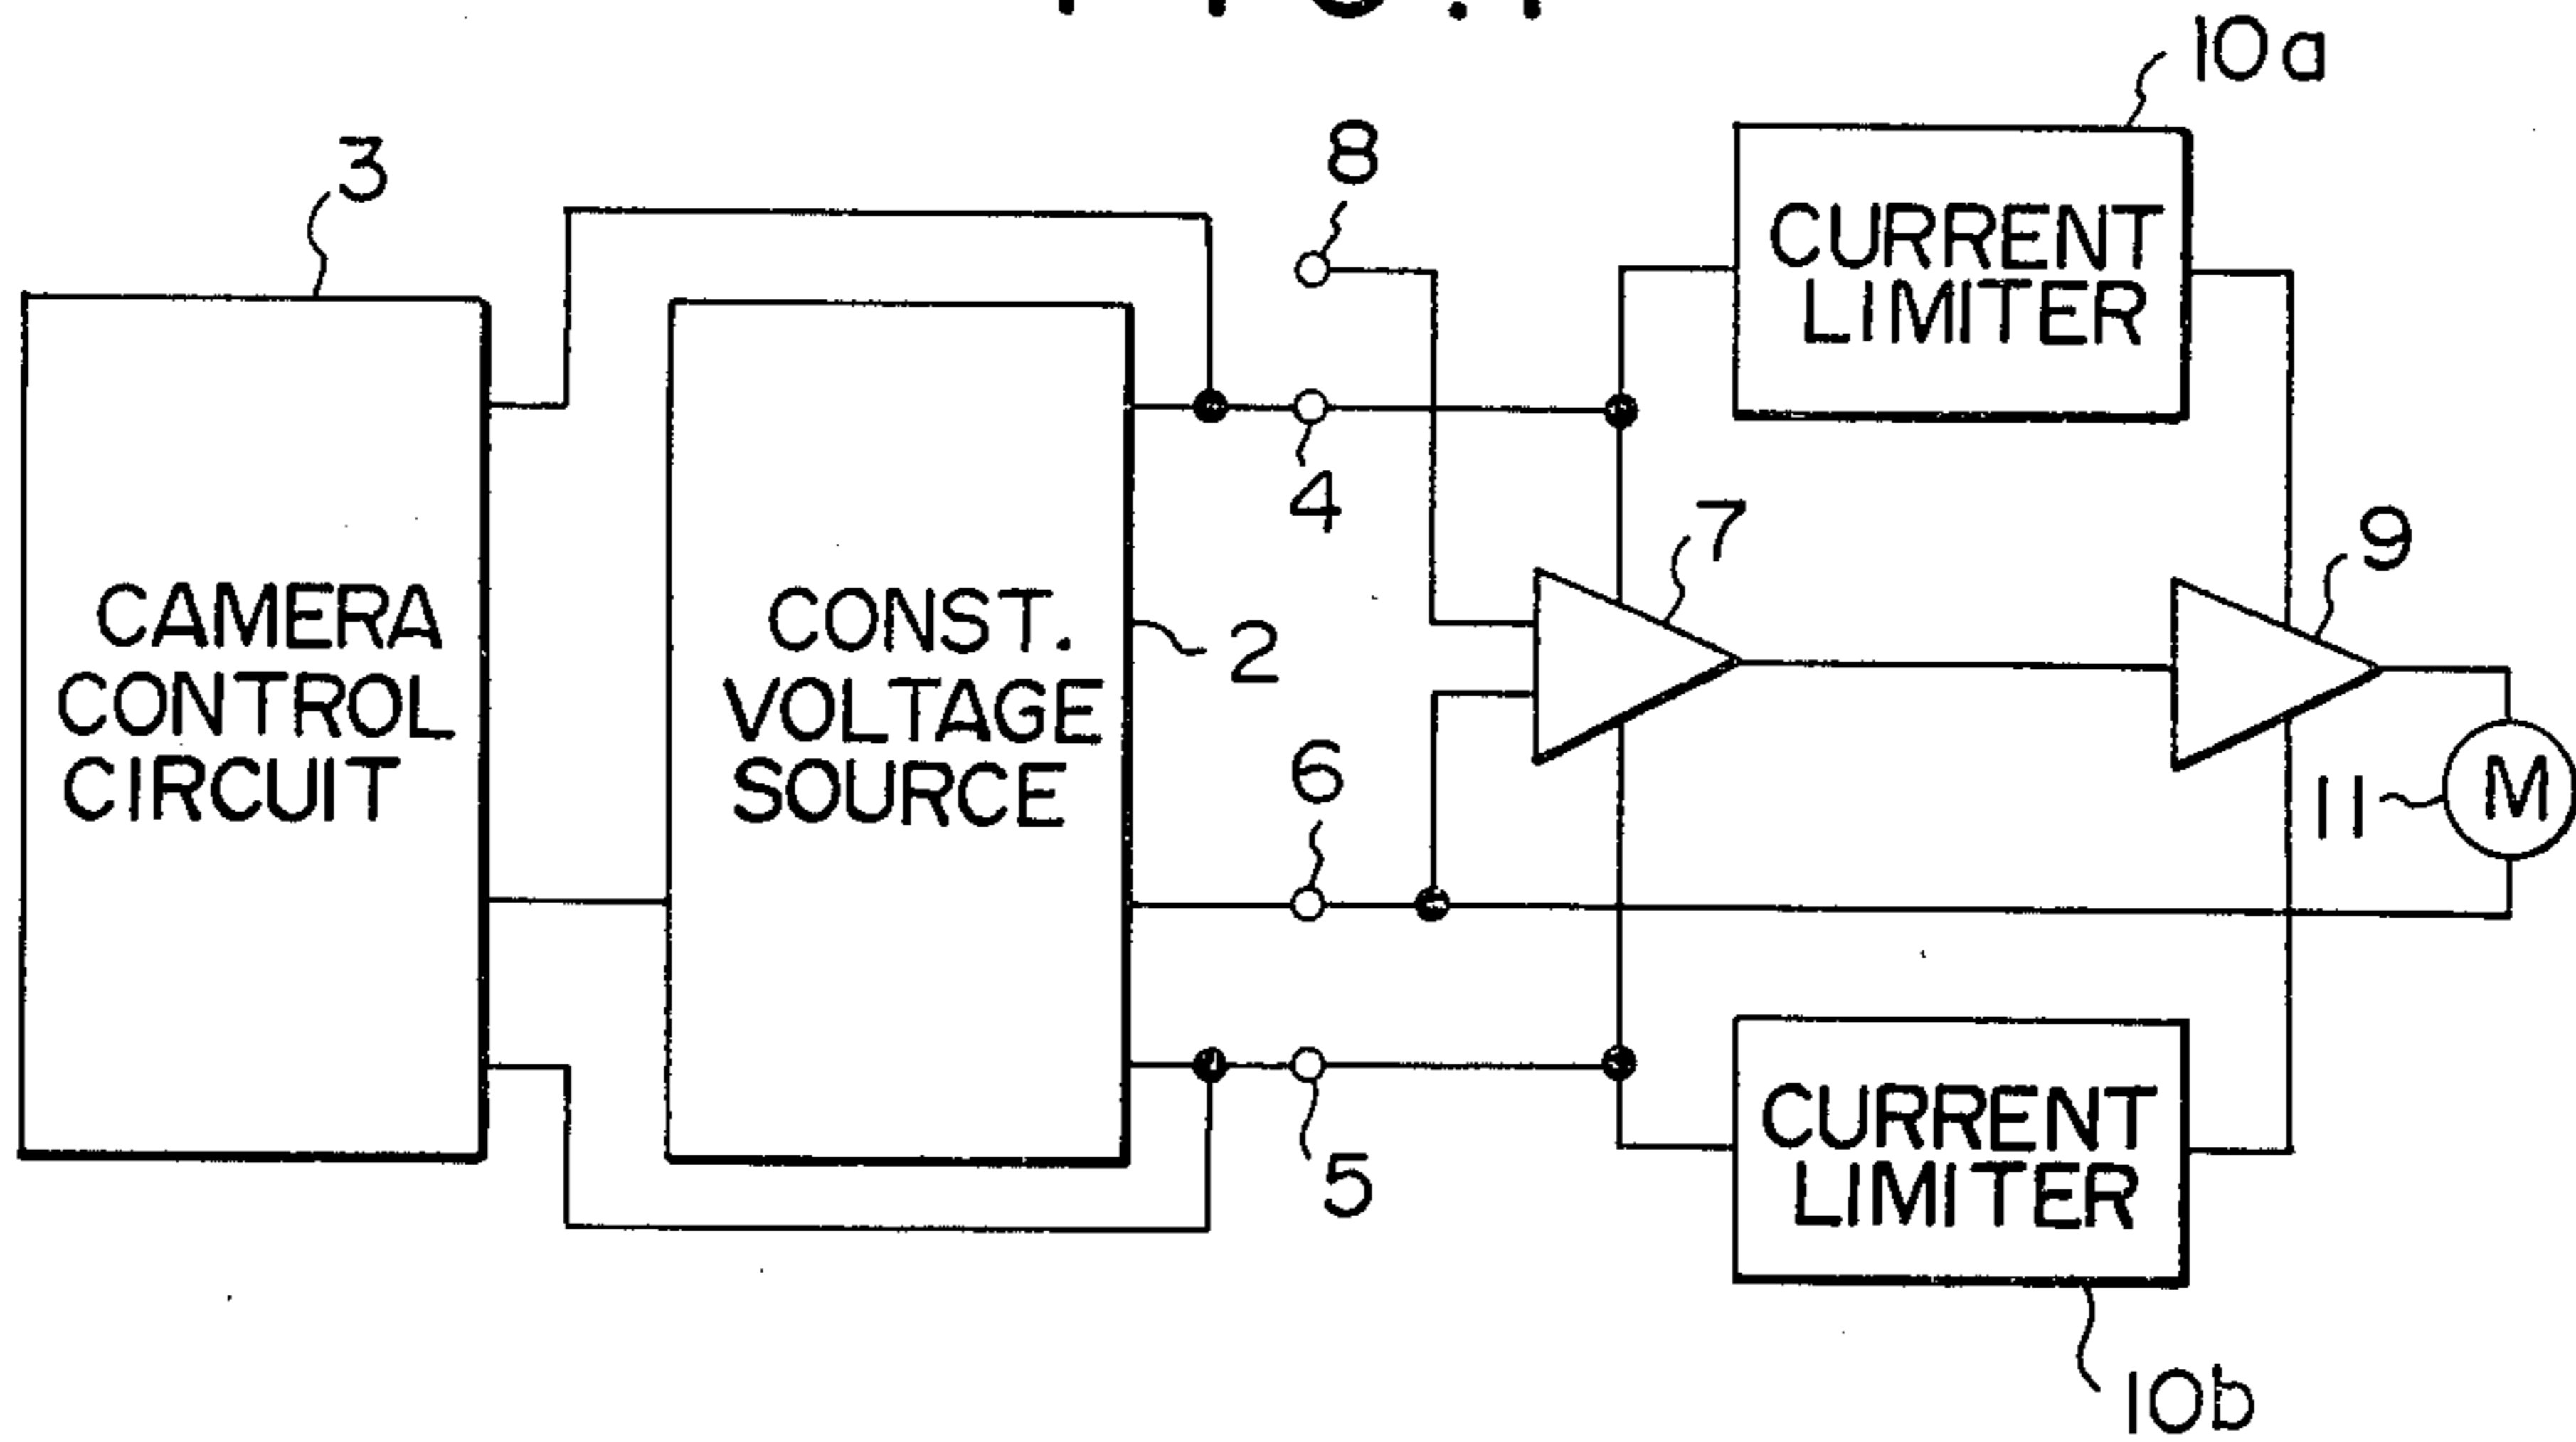 10a
3
8
CURRENT
LIMITER
4
7
9
CAMERA
CONTROL
CIRCUIT
CONST.
VOLTAGE
SOURCE
2
6
11
M
5
CURRENT
LIMITER
10b